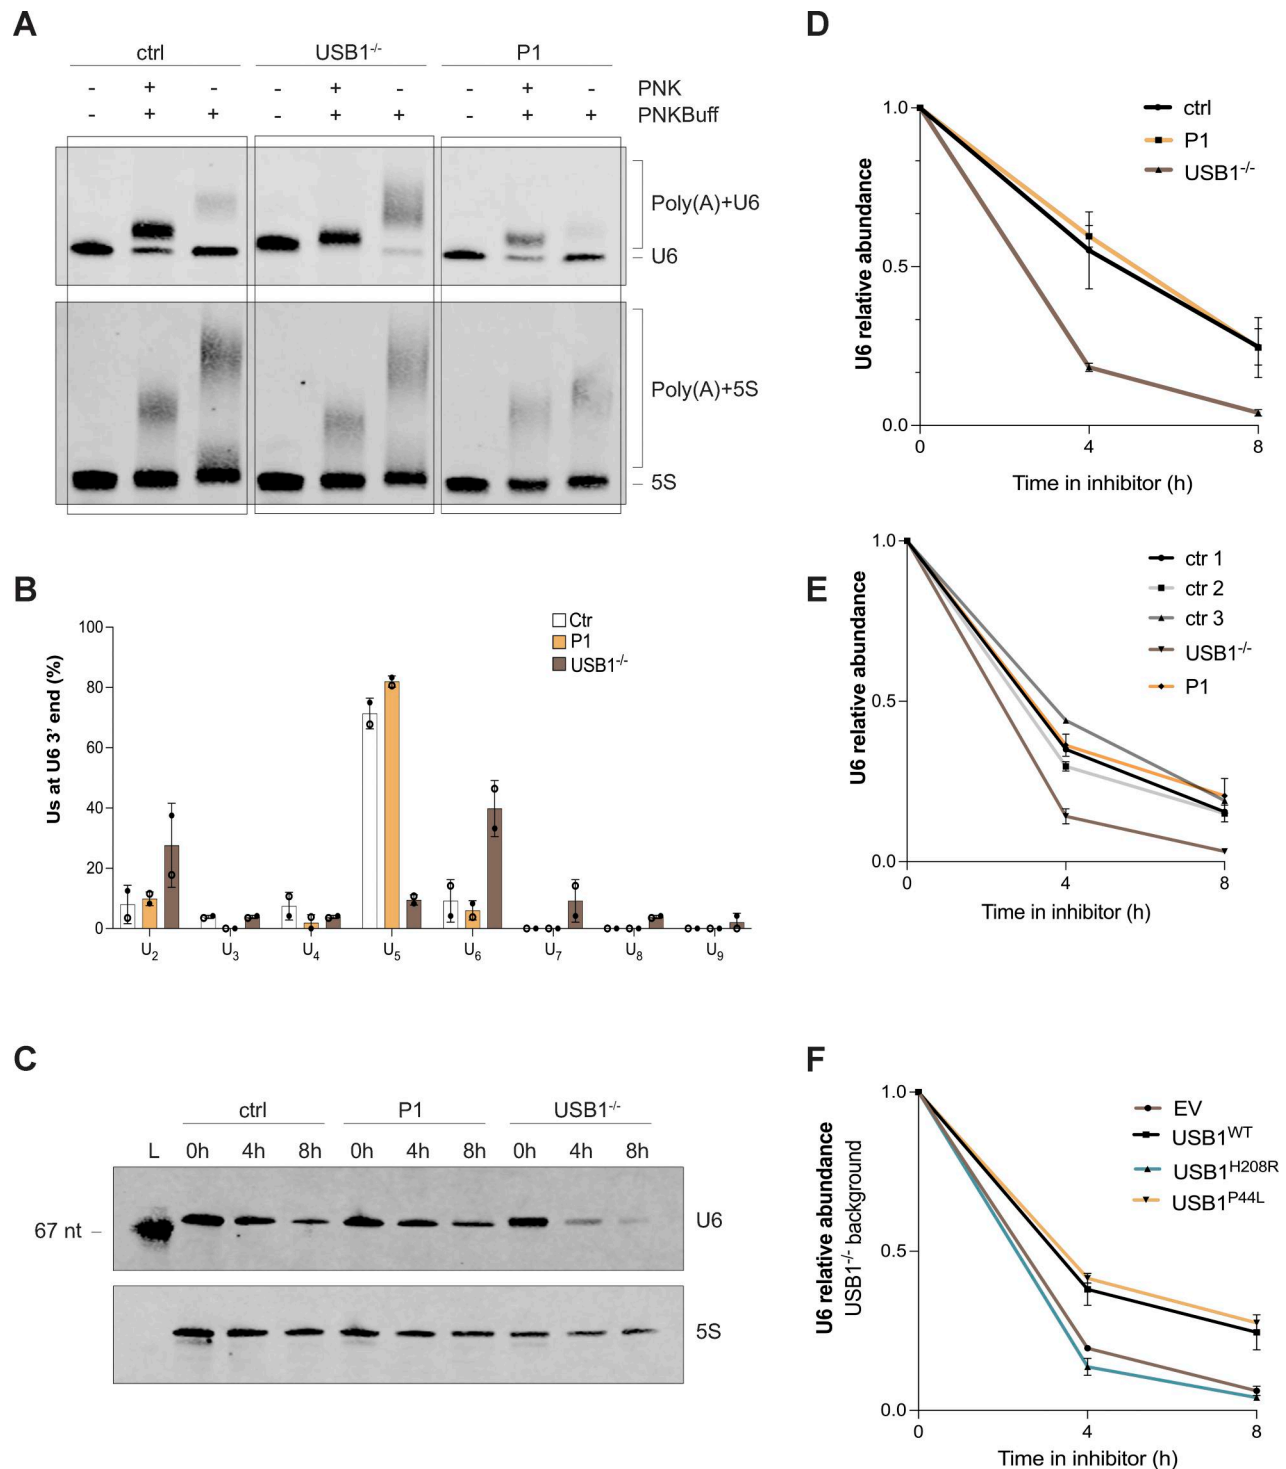 A
ctrl USB1-/- P1
- + - - + - - + - PNK
- + + - + + - + + PNKBuff
Poly(A)+U6
U6
Poly(A)+5S
5S
B
Us at U6 3' end (%)
100
80
60
40
20
0
U2 U3 U4 U5 U6 U7 U8 U9
Ctr
P1
USB1-/-
C
ctrl P1 USB1-/-
L 0h 4h 8h 0h 4h 8h 0h 4h 8h
67 nt
U6
5S
D
U6 relative abundance
1.0
0.5
0.0
0 4 8
Time in inhibitor (h)
ctrl
P1
USB1-/-
E
U6 relative abundance
1.0
0.5
0.0
0 4 8
Time in inhibitor (h)
ctr 1
ctr 2
ctr 3
USB1-/-
P1
F
U6 relative abundance
USB1-/- background
1.0
0.5
0.0
0 4 8
Time in inhibitor (h)
EV
USB1WT
USB1H208R
USB1P44L